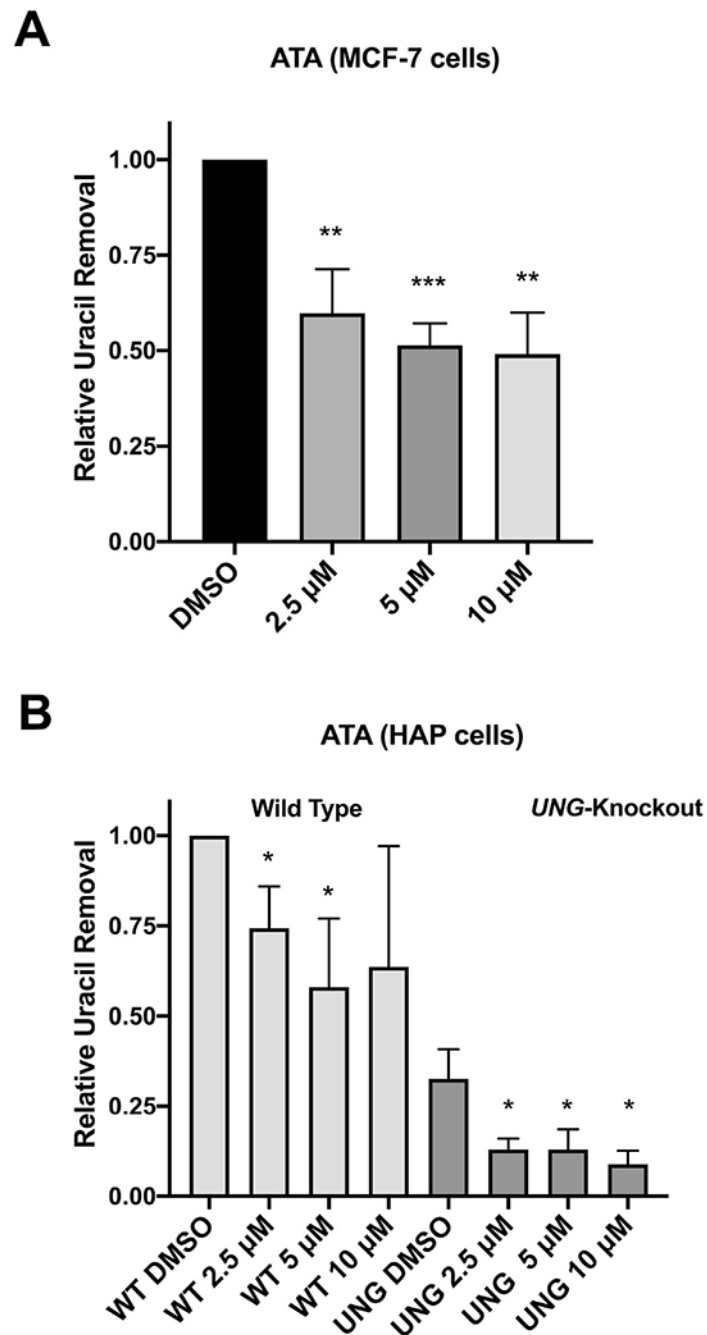 A
ATA (MCF-7 cells)
Relative Uracil Removal
1.00
0.75
0.50
0.25
0.00
**
***
**
DMSO
2.5 µM
5 µM
10 µM
B
ATA (HAP cells)
Wild Type
UNG-Knockout
Relative Uracil Removal
1.00
0.75
0.50
0.25
0.00
*
*
*
*
*
WT DMSO
WT 2.5 µM
WT 5 µM
WT 10 µM
UNG DMSO
UNG 2.5 µM
UNG 5 µM
UNG 10 µM